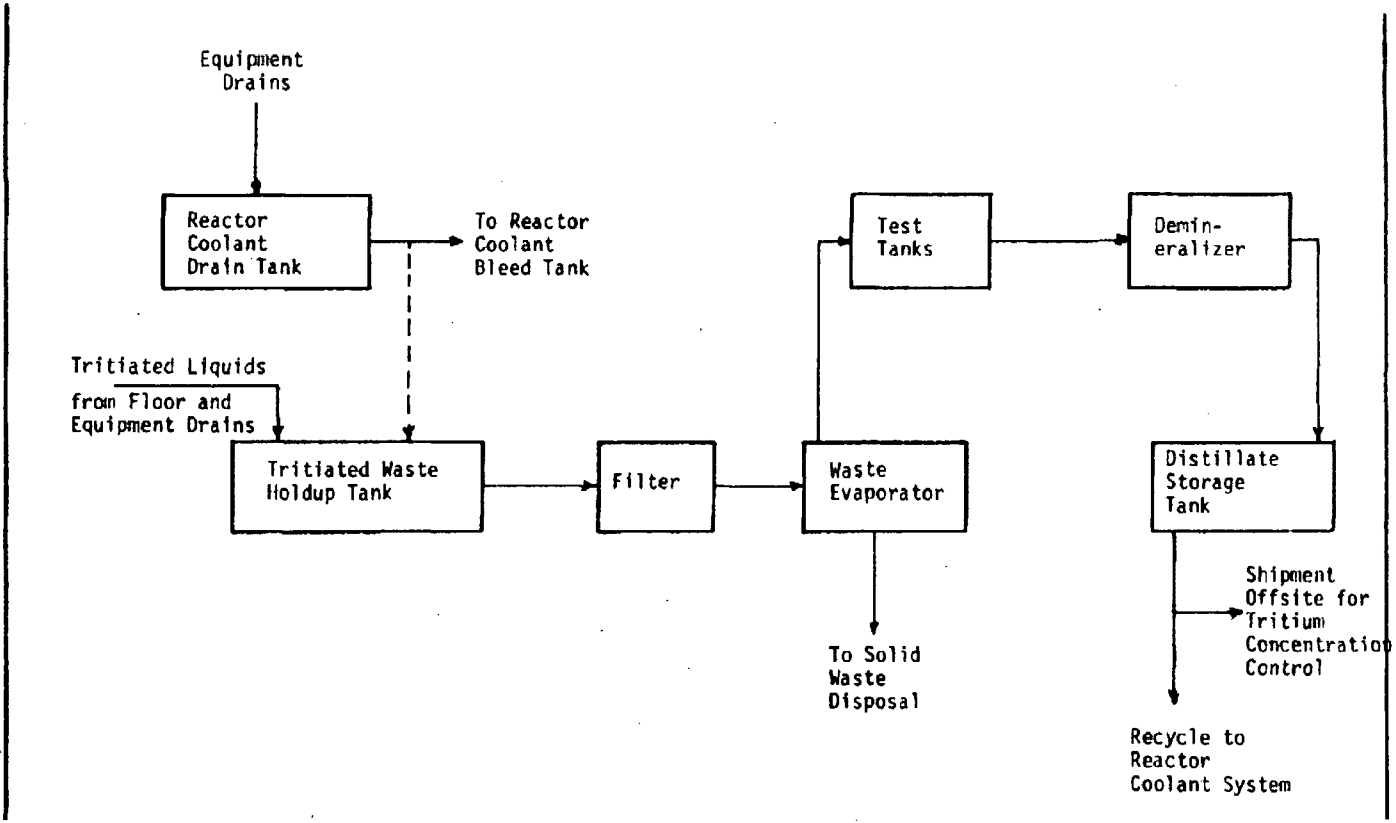 Equipment
Drains
Reactor
Coolant
Drain Tank
To Reactor
Coolant
Bleed Tank
Test
Tanks
Demin-
eralizer
Tritiated Liquids
from Floor and
Equipment Drains
Tritiated Waste
Holdup Tank
Filter
Waste
Evaporator
Distillate
Storage
Tank
To Solid
Waste
Disposal
Shipment
Offsite for
Tritium
Concentration
Control
Recycle to
Reactor
Coolant System